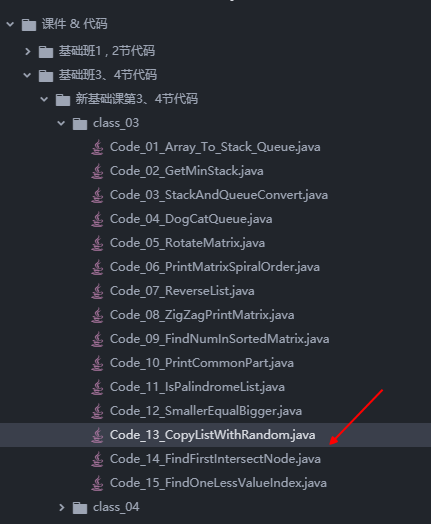 课件 & 代码
基础班1 , 2节代码
基础班3、4节代码
新基础课第3、4节代码
class_03
Code_01_Array_To_Stack_Queue.java
Code_02_GetMinStack.java
Code_03_StackAndQueueConvert.java
Code_04_DogCatQueue.java
Code_05_RotateMatrix.java
Code_06_PrintMatrixSpiralOrder.java
Code_07_ReverseList.java
Code_08_ZigZagPrintMatrix.java
Code_09_FindNumInSortedMatrix.java
Code_10_PrintCommonPart.java
Code_11_IsPalindromeList.java
Code_12_SmallerEqualBigger.java
Code_13_CopyListWithRandom.java
Code_14_FindFirstIntersectNode.java
Code_15_FindOneLessValueIndex.java
class_04